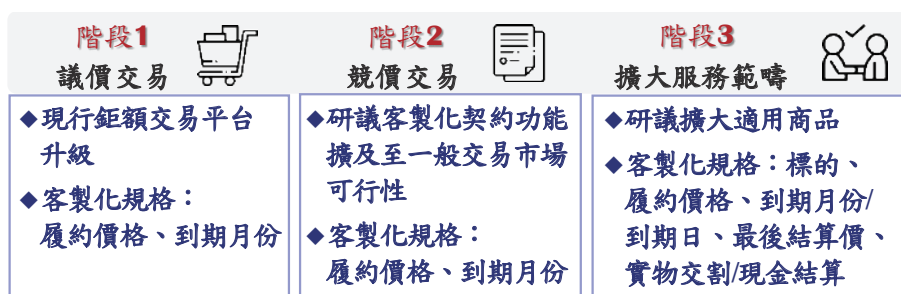 階段1
議價交易
◆現行鉅額交易平台
升級
◆客製化規格：
履約價格、到期月份
階段2
競價交易
◆研議客製化契約功能
擴及至一般交易市場
可行性
◆客製化規格：
履約價格、到期月份
階段3
擴大服務範疇
◆研議擴大適用商品
◆客製化規格：標的、
履約價格、到期月份/
到期日、最後結算價、
實物交割/現金結算